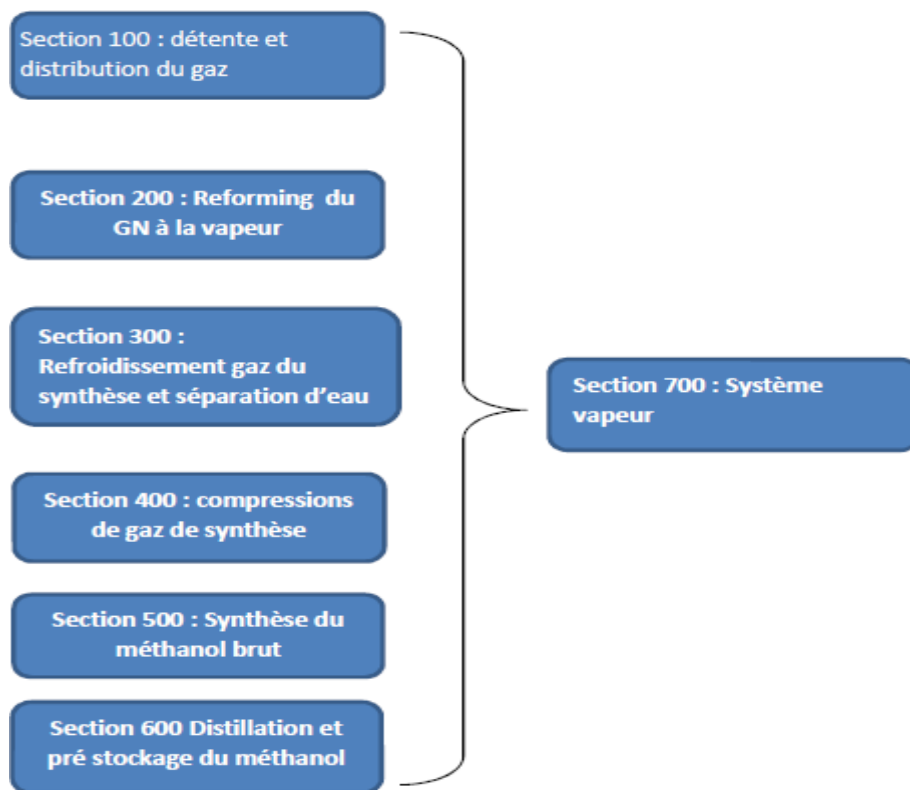 Section 100 : détente et
distribution du gaz
Section 200 : Reforming du
GN à la vapeur
Section 300 :
Refroidissement gaz du
synthèse et séparation d'eau
Section 700 : Système
vapeur
Section 400 : compressions
de gaz de synthèse
Section 500 : Synthèse du
méthanol brut
Section 600 Distillation et
pré stockage du méthanol